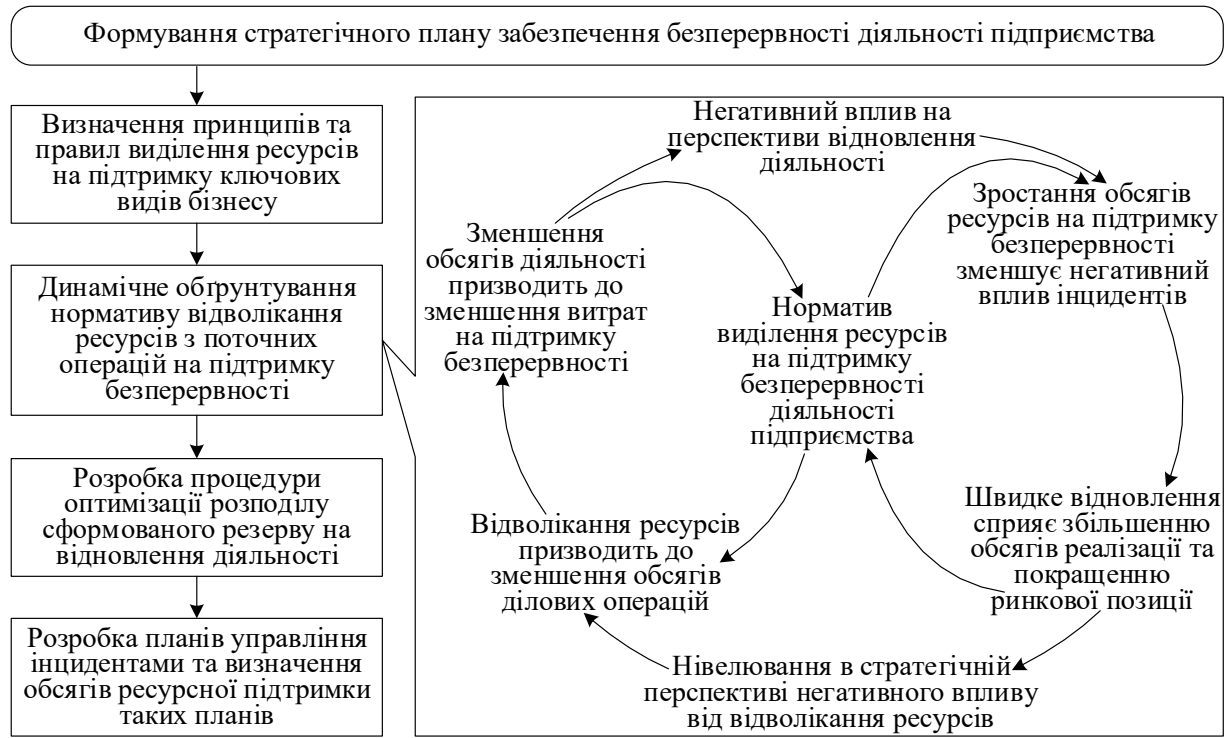 Формування стратегічного плану забезпечення безперервності діяльності підприємства
Визначення принципів та
правил виділення ресурсів
на підтримку ключових
видів бізнесу
Динамічне обґрунтування
нормативу відволікання
ресурсів з поточних
операцій на підтримку
безперервності
Розробка процедури
оптимізації розподілу
сформованого резерву на
відновлення діяльності
Розробка планів управління
інцидентами та визначення
обсягів ресурсної підтримки
таких планів
Негативний вплив на
перспективи відновлення
діяльності
Зростання обсягів
ресурсів на підтримку
безперервності
зменшує негативний
вплив інцидентів
Зменшення
обсягів діяльності
призводить до
зменшення витрат
на підтримку
безперервності
Норматив
виділення ресурсів
на підтримку
безперервності
діяльності
підприємства
Відволікання ресурсів
призводить до
зменшення обсягів
ділових операцій
Швидке відновлення
сприяє збільшенню
обсягів реалізації та
покращенню
ринкової позиції
Нівелювання в стратегічній
перспективі негативного впливу
від відволікання ресурсів